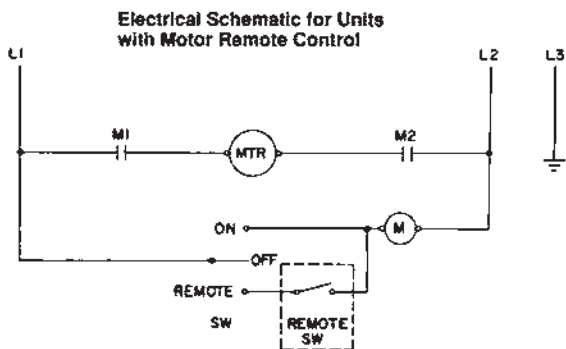 Electrical Schematic for Units
with Motor Remote Control
L1
L2
L3
M1
MTR
M2
ON
M
OFF
REMOTE
SW
REMOTE
SW